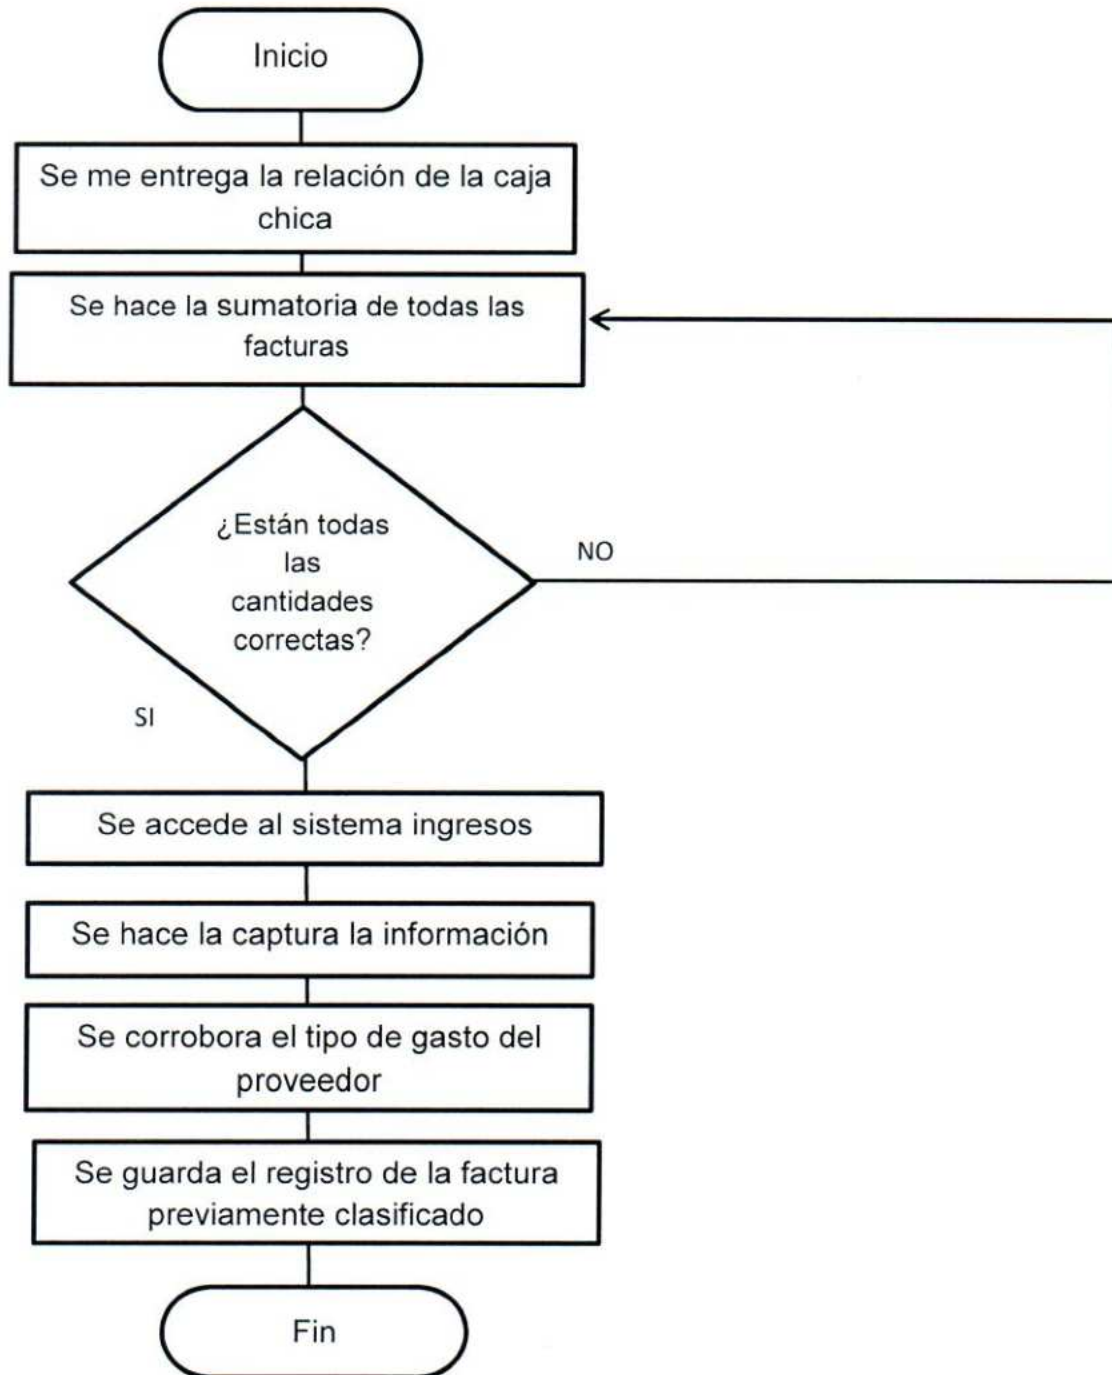 Inicio
Se me entrega la relación de la caja
chica
Se hace la sumatoria de todas las
facturas
¿Están todas
las
cantidades
correctas?
NO
SI
Se accede al sistema ingresos
Se hace la captura la información
Se corrobora el tipo de gasto del
proveedor
Se guarda el registro de la factura
previamente clasificado
Fin